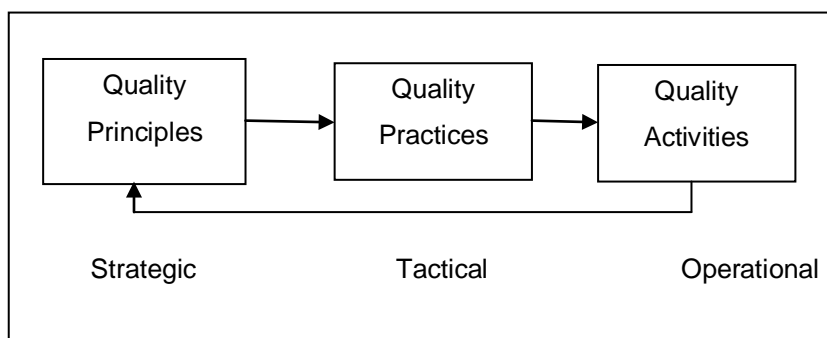 Quality
Principles
Quality
Practices
Quality
Activities
Strategic
Tactical
Operational